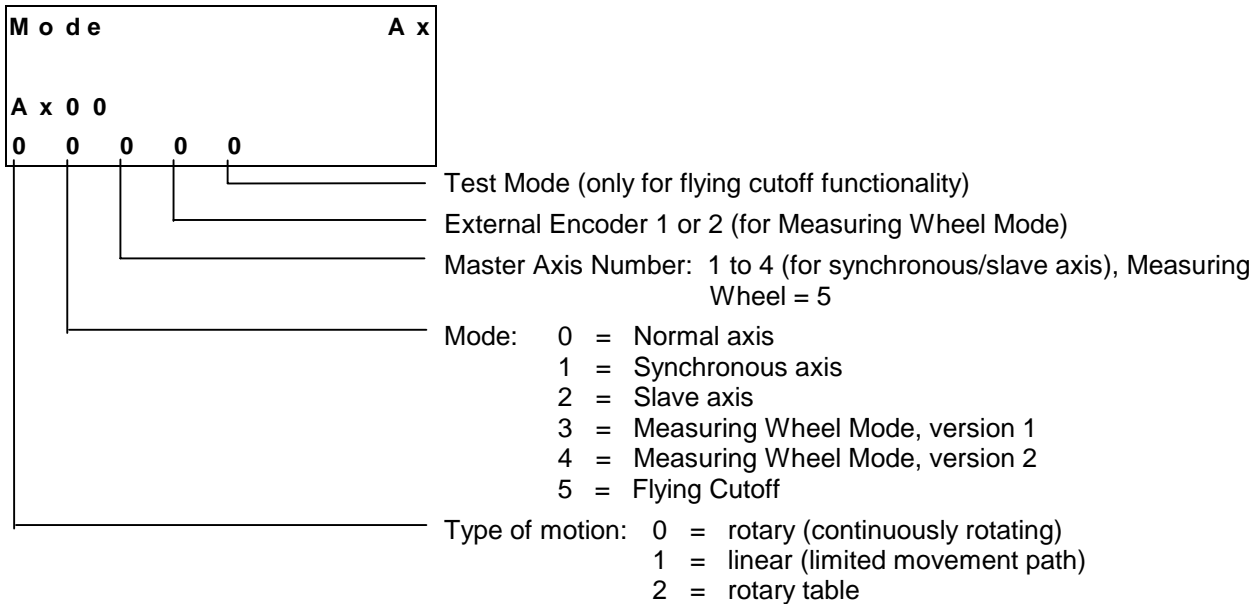 Mode Ax
Ax00
0 0 0 0 0
Test Mode (only for flying cutoff functionality)
External Encoder 1 or 2 (for Measuring Wheel Mode)
Master Axis Number: 1 to 4 (for synchronous/slave axis), Measuring
Wheel = 5
Mode: 0 = Normal axis
1 = Synchronous axis
2 = Slave axis
3 = Measuring Wheel Mode, version 1
4 = Measuring Wheel Mode, version 2
5 = Flying Cutoff
Type of motion: 0 = rotary (continuously rotating)
1 = linear (limited movement path)
2 = rotary table